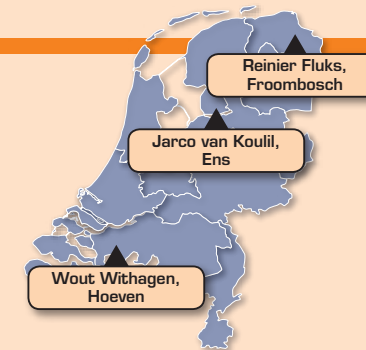 Reinier Fluks,
Froombosch
Jarco van Koulil,
Ens
Wout Withagen,
Hoeven